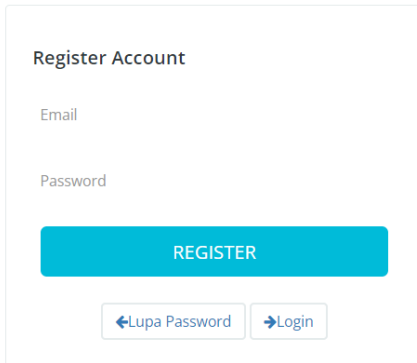 Register Account
Email
Password
REGISTER
Lupa Password
Login